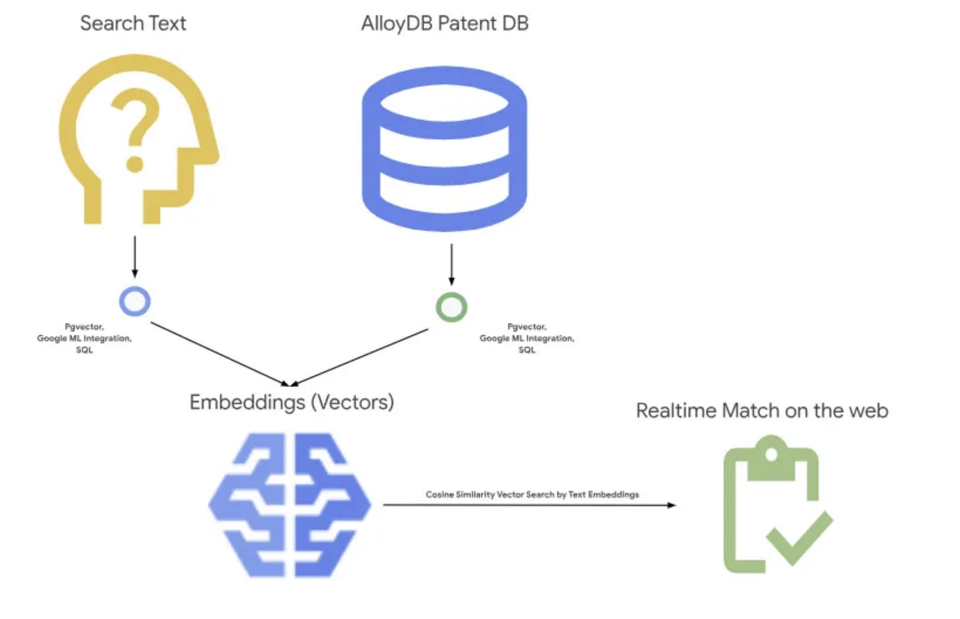 Search Text
AlloyDB Patent DB
?
Pgvector,
Google ML Integration,
SQL
Pgvector,
Google ML Integration,
SQL
Embeddings (Vectors)
Realtime Match on the web
Cosine Similarity Vector Search by Text Embeddings